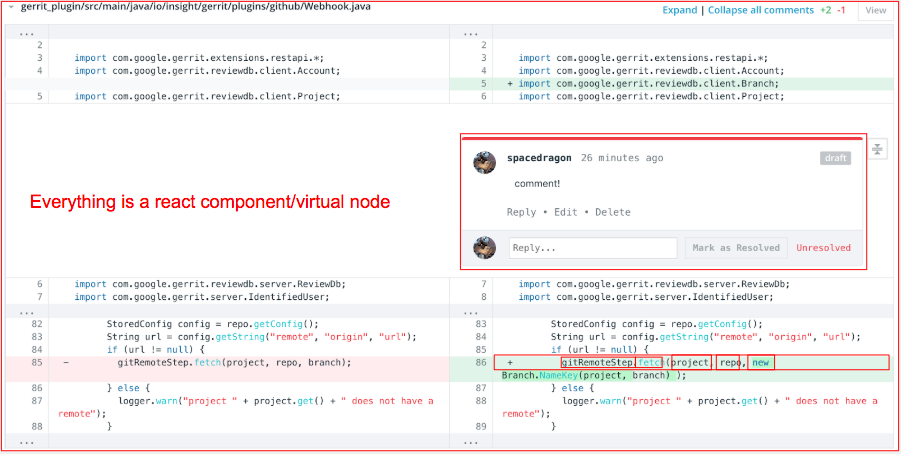 gerrit_plugin/src/main/java/io/insight/gerrit/plugins/github/Webhook.java Expand | Collapse all comments +2 -1 View
... ...
2 2
3 import com.google.gerrit.extensions.restapi.*; 3 import com.google.gerrit.extensions.restapi.*;
4 import com.google.gerrit.reviewdb.client.Account; 4 import com.google.gerrit.reviewdb.client.Account;
5 + import com.google.gerrit.reviewdb.client.Branch;
5 import com.google.gerrit.reviewdb.client.Project; 6 import com.google.gerrit.reviewdb.client.Project;
spacedragon 26 minutes ago draft
comment!
Everything is a react component/virtual node
Reply • Edit • Delete
Reply... Mark as Resolved Unresolved
6 import com.google.gerrit.reviewdb.server.ReviewDb; 7 import com.google.gerrit.reviewdb.server.ReviewDb;
7 import com.google.gerrit.server.IdentifiedUser; 8 import com.google.gerrit.server.IdentifiedUser;
... ...
82 StoredConfig config = repo.getConfig(); 83 StoredConfig config = repo.getConfig();
83 String url = config.getString("remote", "origin", "url"); 84 String url = config.getString("remote", "origin", "url");
84 if (url != null) { 85 if (url != null) {
85 - gitRemoteStep.fetch(project, repo, branch); 86 + gitRemoteStep.fetch(project, repo, new
Branch.NameKey(project, branch) );
86 } else { 87 } else {
87 logger.warn("project " + project.get() + " does not have a 88 logger.warn("project " + project.get() + " does not have a
remote"); remote");
88 } 89 }
... ...